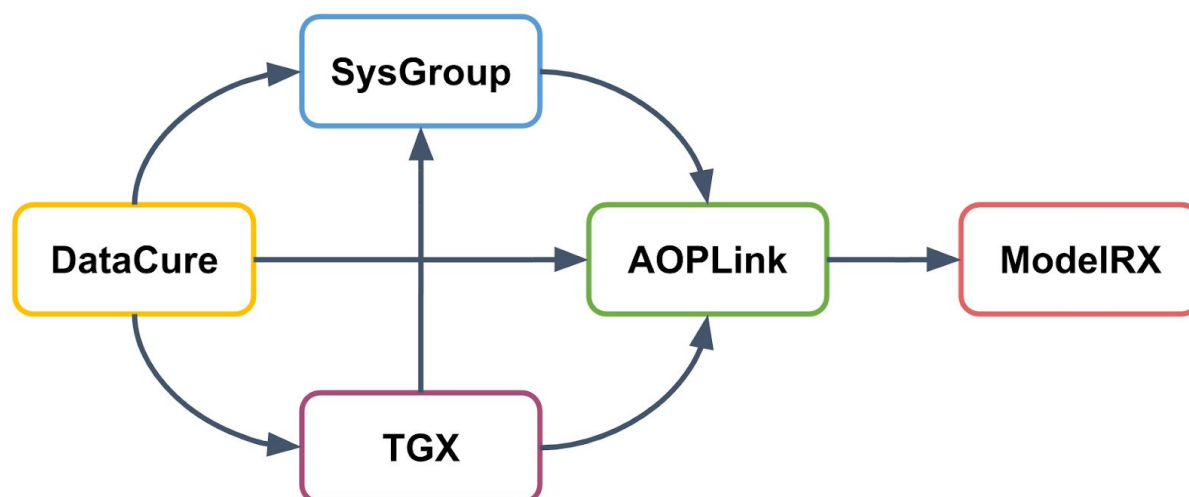 SysGroup
DataCure
AOPLink
ModelRX
TGX